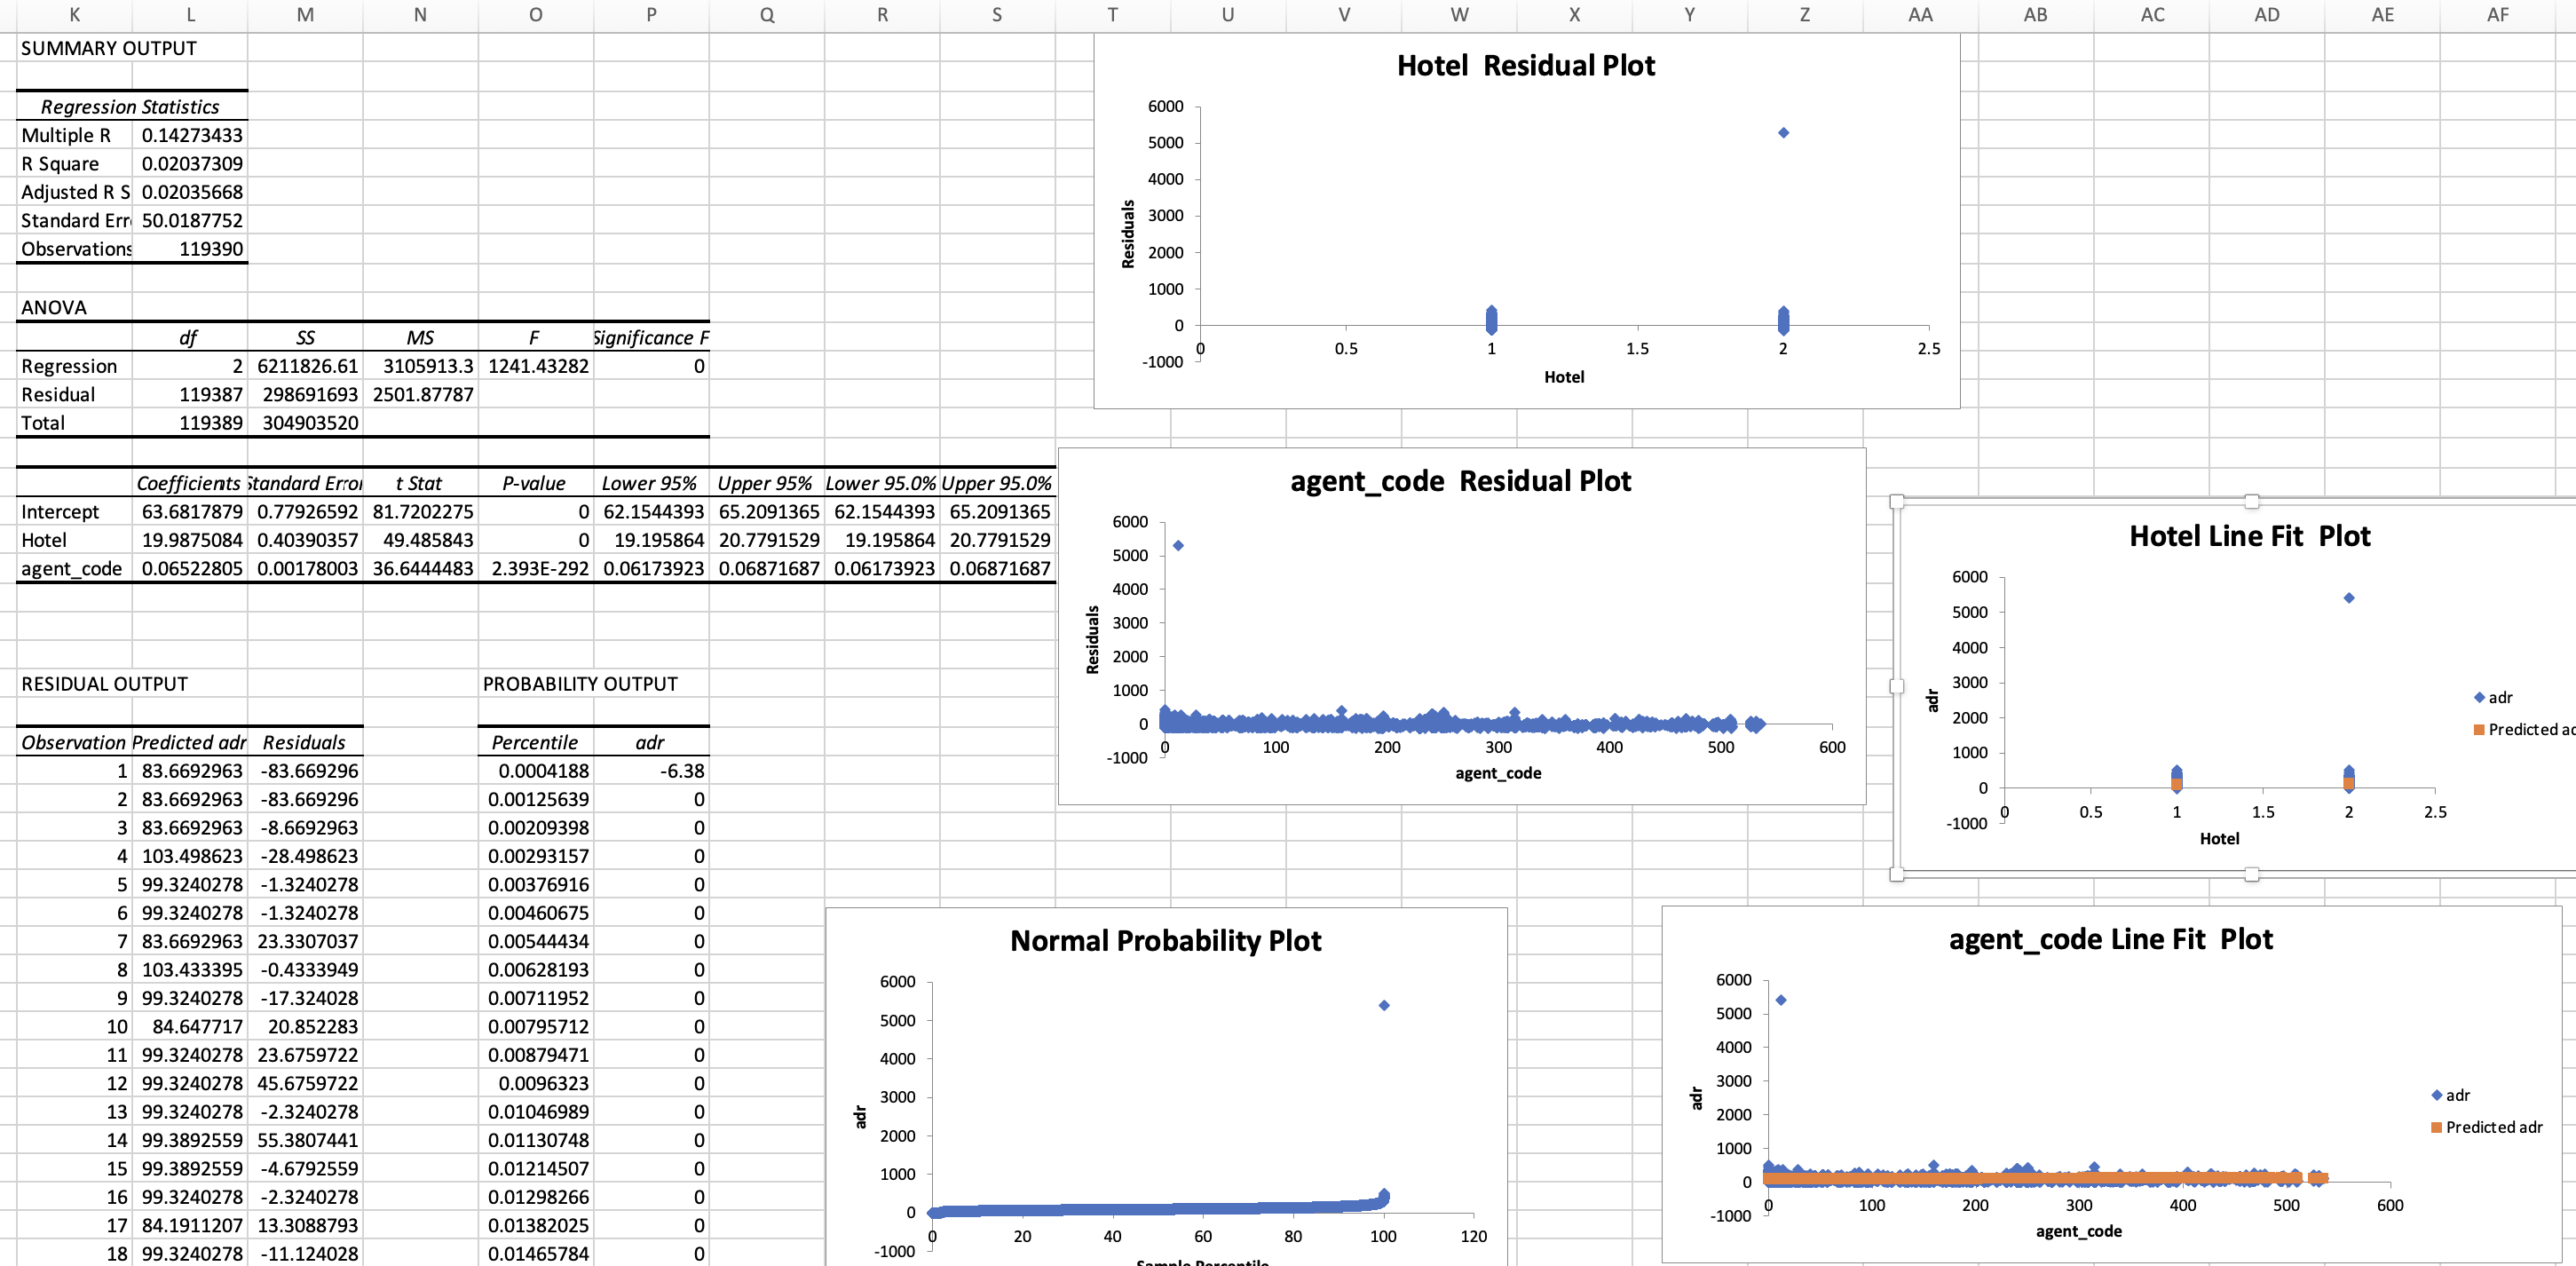 K L M N O P Q R S T U V W X Y Z AA AB AC AD AE AF
SUMMARY OUTPUT
Regression Statistics
Multiple R 0.14273433
R Square 0.02037309
Adjusted R S 0.02035668
Standard Err 50.0187752
Observations 119390
ANOVA
df SS MS F Significance F
Regression 2 6211826.61 3105913.3 1241.43282 0
Residual 119387 298691693 2501.87787
Total 119389 304903520
Coefficients Standard Error t Stat P-value Lower 95% Upper 95% Lower 95.0% Upper 95.0%
Intercept 63.6817879 0.77926592 81.7202275 0 62.1544393 65.2091365 62.1544393 65.2091365
Hotel 19.9875084 0.40390357 49.485843 0 19.195864 20.7791529 19.195864 20.7791529
agent_code 0.06522805 0.00178003 36.6444483 2.393E-292 0.06173923 0.06871687 0.06173923 0.06871687
RESIDUAL OUTPUT
PROBABILITY OUTPUT
Observation Predicted adr Residuals Percentile adr
1 83.6692963 -83.669296 0.0004188 -6.38
2 83.6692963 -83.669296 0.00125639 0
3 83.6692963 -8.6692963 0.00209398 0
4 103.498623 -28.498623 0.00293157 0
5 99.3240278 -1.3240278 0.00376916 0
6 99.3240278 -1.3240278 0.00460675 0
7 83.6692963 23.3307037 0.00544434 0
8 103.433395 -0.4333949 0.00628193 0
9 99.3240278 -17.324028 0.00711952 0
10 84.647717 20.852283 0.00795712 0
11 99.3240278 23.6759722 0.00879471 0
12 99.3240278 45.6759722 0.0096323 0
13 99.3240278 -2.3240278 0.01046989 0
14 99.3892559 55.3807441 0.01130748 0
15 99.3892559 -4.6792559 0.01214507 0
16 99.3240278 -2.3240278 0.01298266 0
17 84.1911207 13.3088793 0.01382025 0
18 99.3240278 -11.124028 0.01465784 0
Hotel Residual Plot
6000
5000
4000
3000
2000
1000
0
-1000
Residuals
0 0.5 1 1.5 2 2.5
Hotel
agent_code Residual Plot
6000
5000
4000
3000
2000
1000
0
-1000
Residuals
0 100 200 300 400 500 600
agent_code
Hotel Line Fit Plot
6000
5000
4000
3000
2000
1000
0
-1000
adr
0 0.5 1 1.5 2 2.5
Hotel
adr
Predicted ad
Normal Probability Plot
6000
5000
4000
3000
2000
1000
0
-1000
adr
0 20 40 60 80 100 120
Sample Percentile
agent_code Line Fit Plot
6000
5000
4000
3000
2000
1000
0
-1000
adr
0 100 200 300 400 500 600
agent_code
adr
Predicted adr